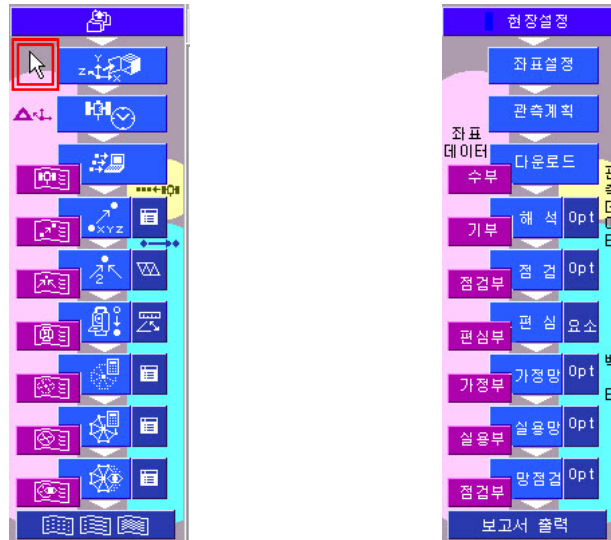 Z X
XYZ
2
현장설정
좌표설정
관측계획
좌표
데이터
다운로드
수부
해 석 Opt
기부
점 검 Opt
점검부
편 심 요소
편심부
가정망 Opt
가정부
실용망 Opt
실용부
망점검 Opt
점검부
보고서 출력